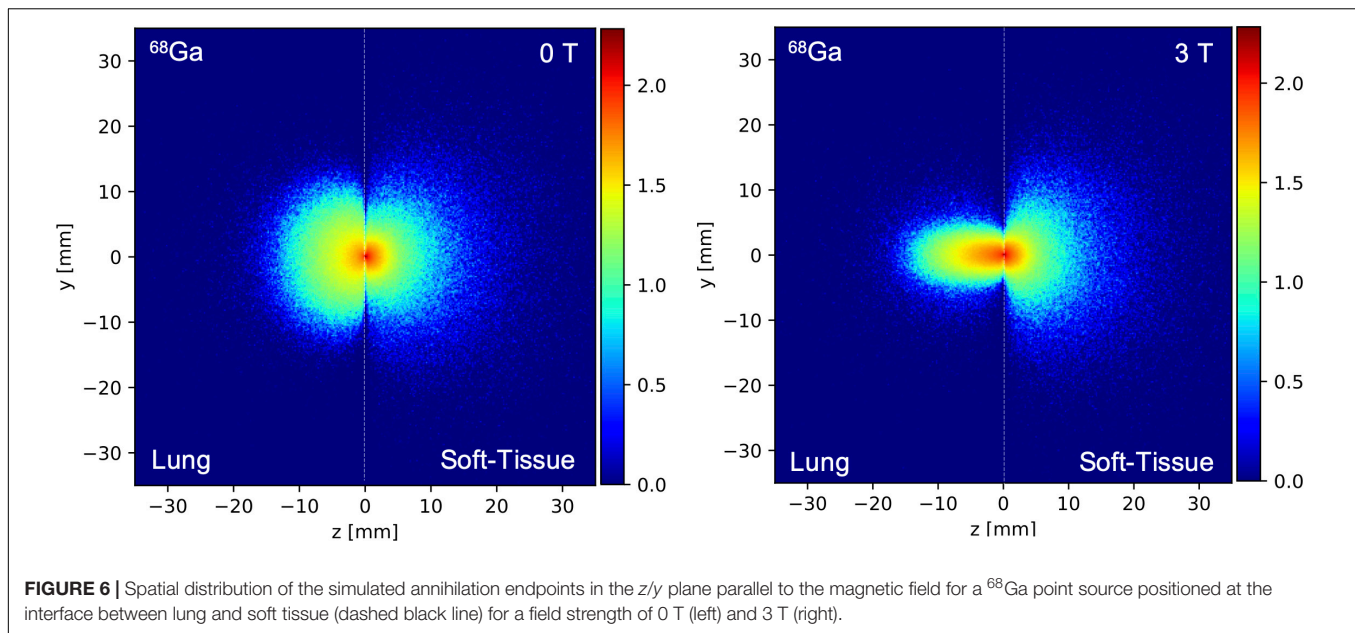 ⁶⁸Ga 0 T
30
20
10
0
−10
−20
−30
y [mm]
Lung Soft-Tissue
−30 −20 −10 0 10 20 30
z [mm]
2.0
1.5
1.0
0.5
0.0
⁶⁸Ga 3 T
30
20
10
0
−10
−20
−30
y [mm]
Lung Soft-Tissue
−30 −20 −10 0 10 20 30
z [mm]
2.0
1.5
1.0
0.5
0.0
FIGURE 6 | Spatial distribution of the simulated annihilation endpoints in the z/y plane parallel to the magnetic field for a ⁶⁸Ga point source positioned at the
interface between lung and soft tissue (dashed black line) for a field strength of 0 T (left) and 3 T (right).